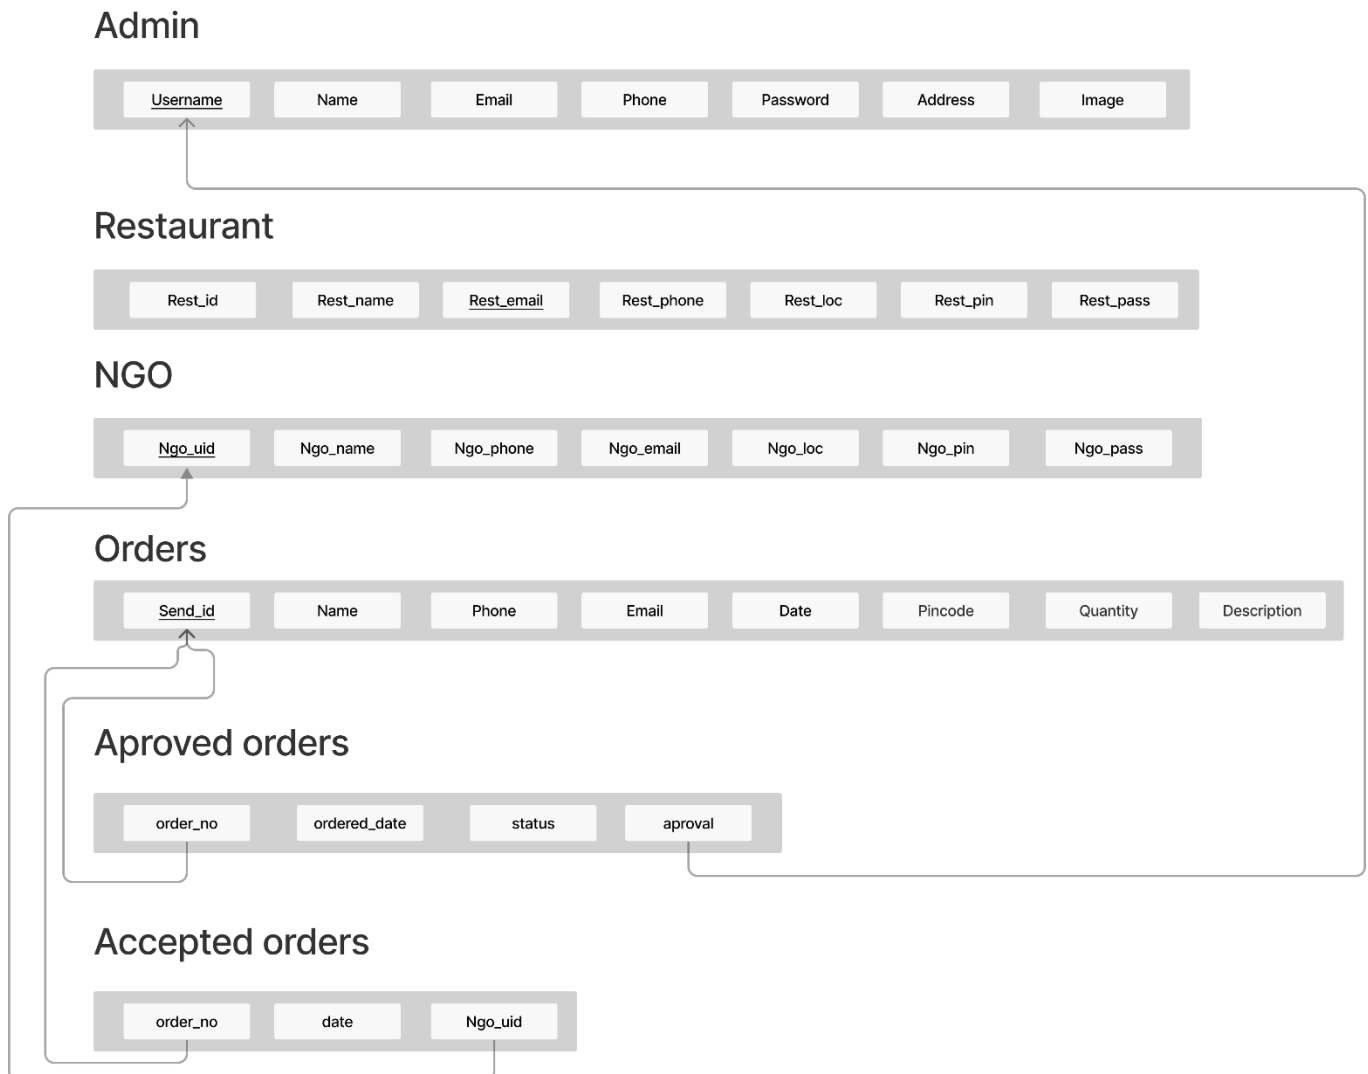 Admin
Username Name Email Phone Password Address Image
Restaurant
Rest_id Rest_name Rest_email Rest_phone Rest_loc Rest_pin Rest_pass
NGO
Ngo_uid Ngo_name Ngo_phone Ngo_email Ngo_loc Ngo_pin Ngo_pass
Orders
Send_id Name Phone Email Date Pincode Quantity Description
Aproved orders
order_no ordered_date status aproval
Accepted orders
order_no date Ngo_uid